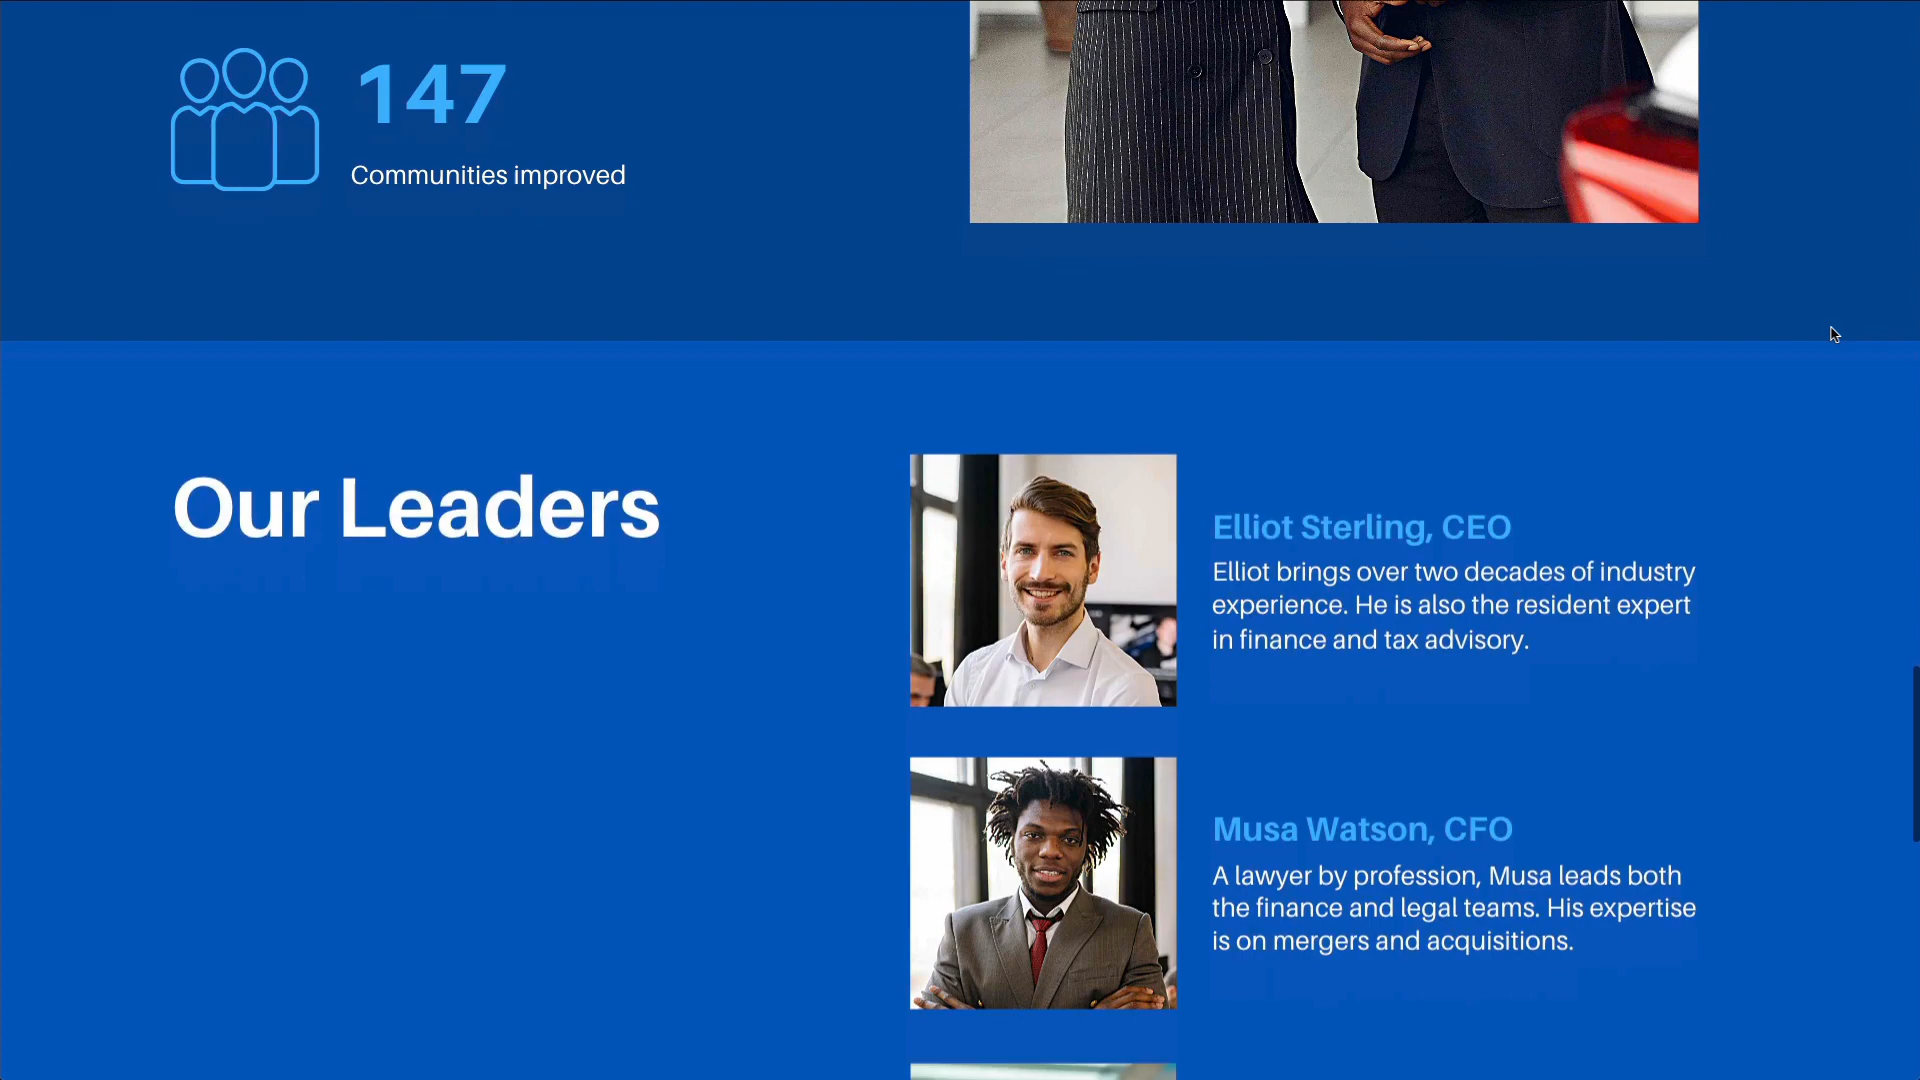 147
Communities improved
Our Leaders
Elliot Sterling, CEO
Elliot brings over two decades of industry
experience. He is also the resident expert
in finance and tax advisory.
Musa Watson, CFO
A lawyer by profession, Musa leads both
the finance and legal teams. His expertise
is on mergers and acquisitions.